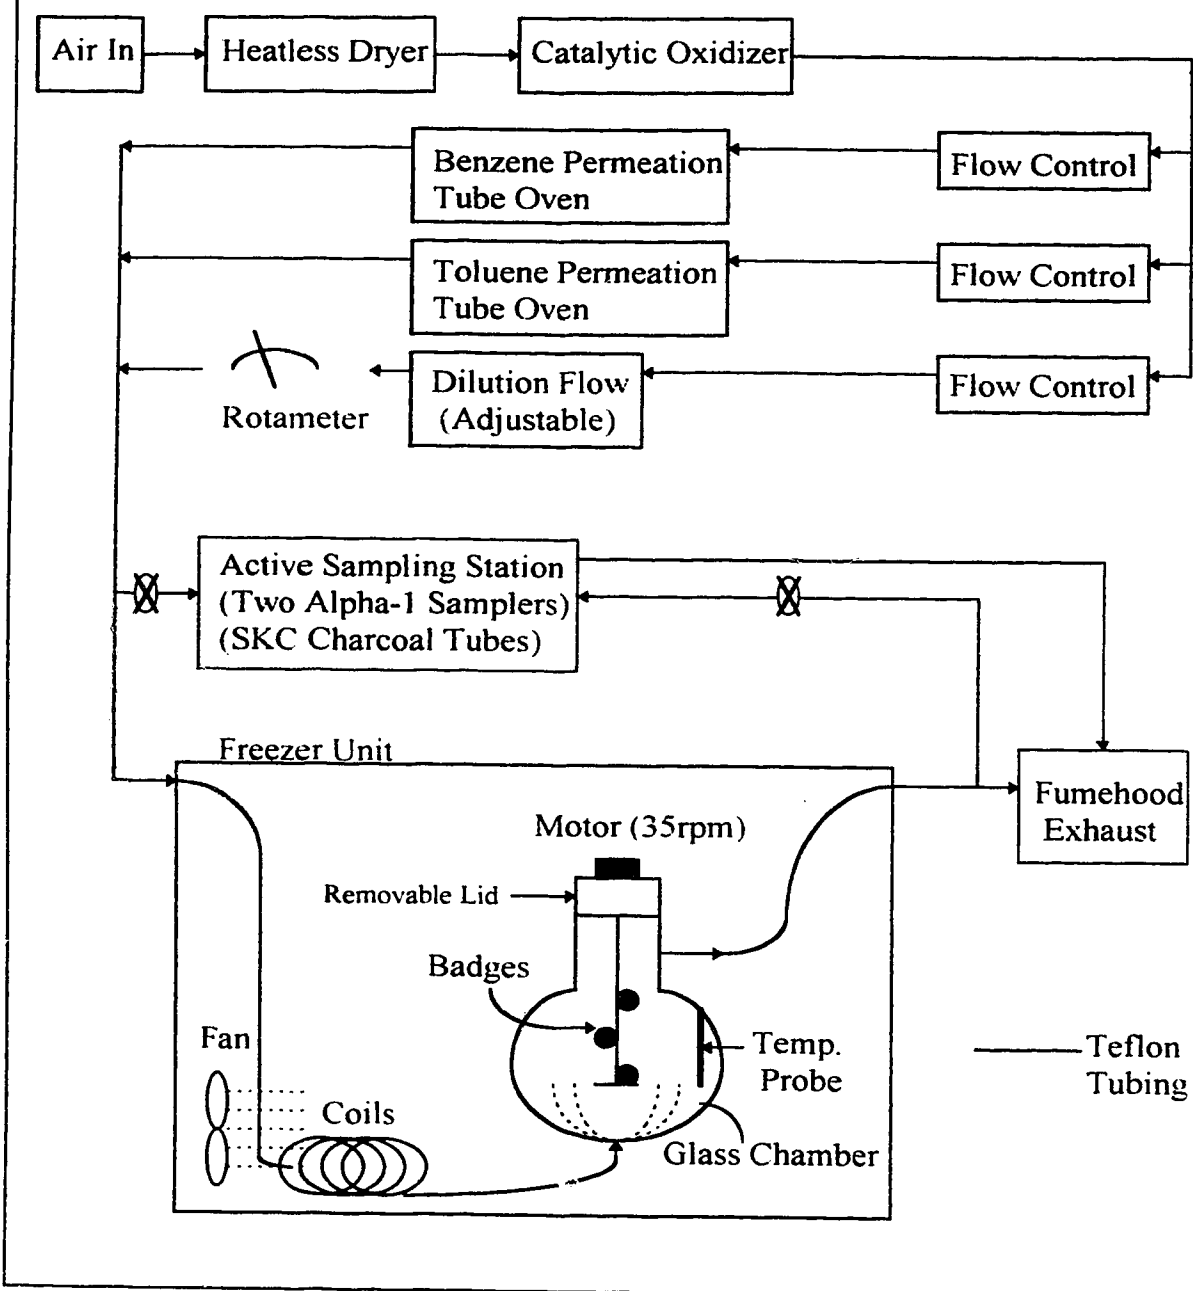 Air In
Heatless Dryer
Catalytic Oxidizer
Benzene Permeation
Tube Oven
Flow Control
Toluene Permeation
Tube Oven
Flow Control
Dilution Flow
(Adjustable)
Flow Control
Rotameter
Active Sampling Station
(Two Alpha-1 Samplers)
(SKC Charcoal Tubes)
Freezer Unit
Fumehood
Exhaust
Motor (35rpm)
Removable Lid
Badges
Fan
Temp.
Probe
Teflon
Tubing
Coils
Glass Chamber